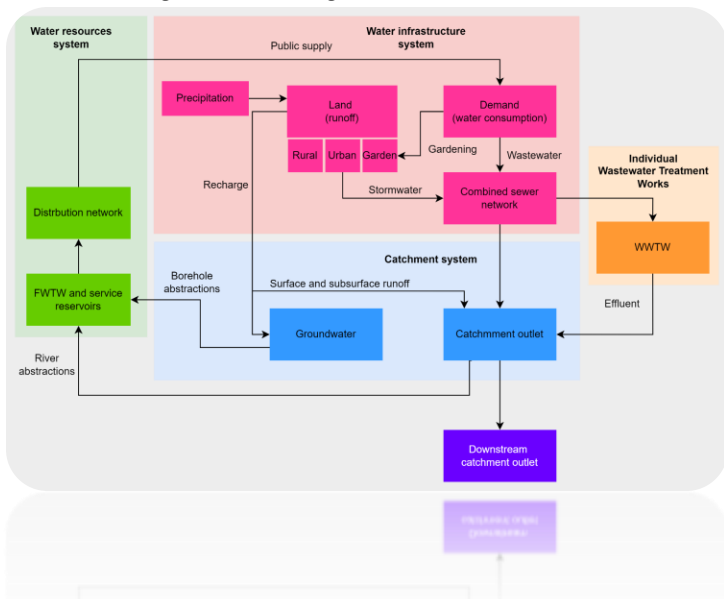 Water resources
system
Water infrastructure
system
Public supply
Precipitation
Land
(runoff)
Demand
(water consumption)
Rural
Urban
Garden
Gardening
Wastewater
Individual
Wastewater Treatment
Works
Recharge
Stormwater
Combined sewer
network
Distrbution network
WWTW
Catchment system
Borehole
abstractions
Surface and subsurface runoff
FWTW and service
reservoirs
Effluent
Groundwater
Catchmment outlet
River
abstractions
Downstream
catchment outlet